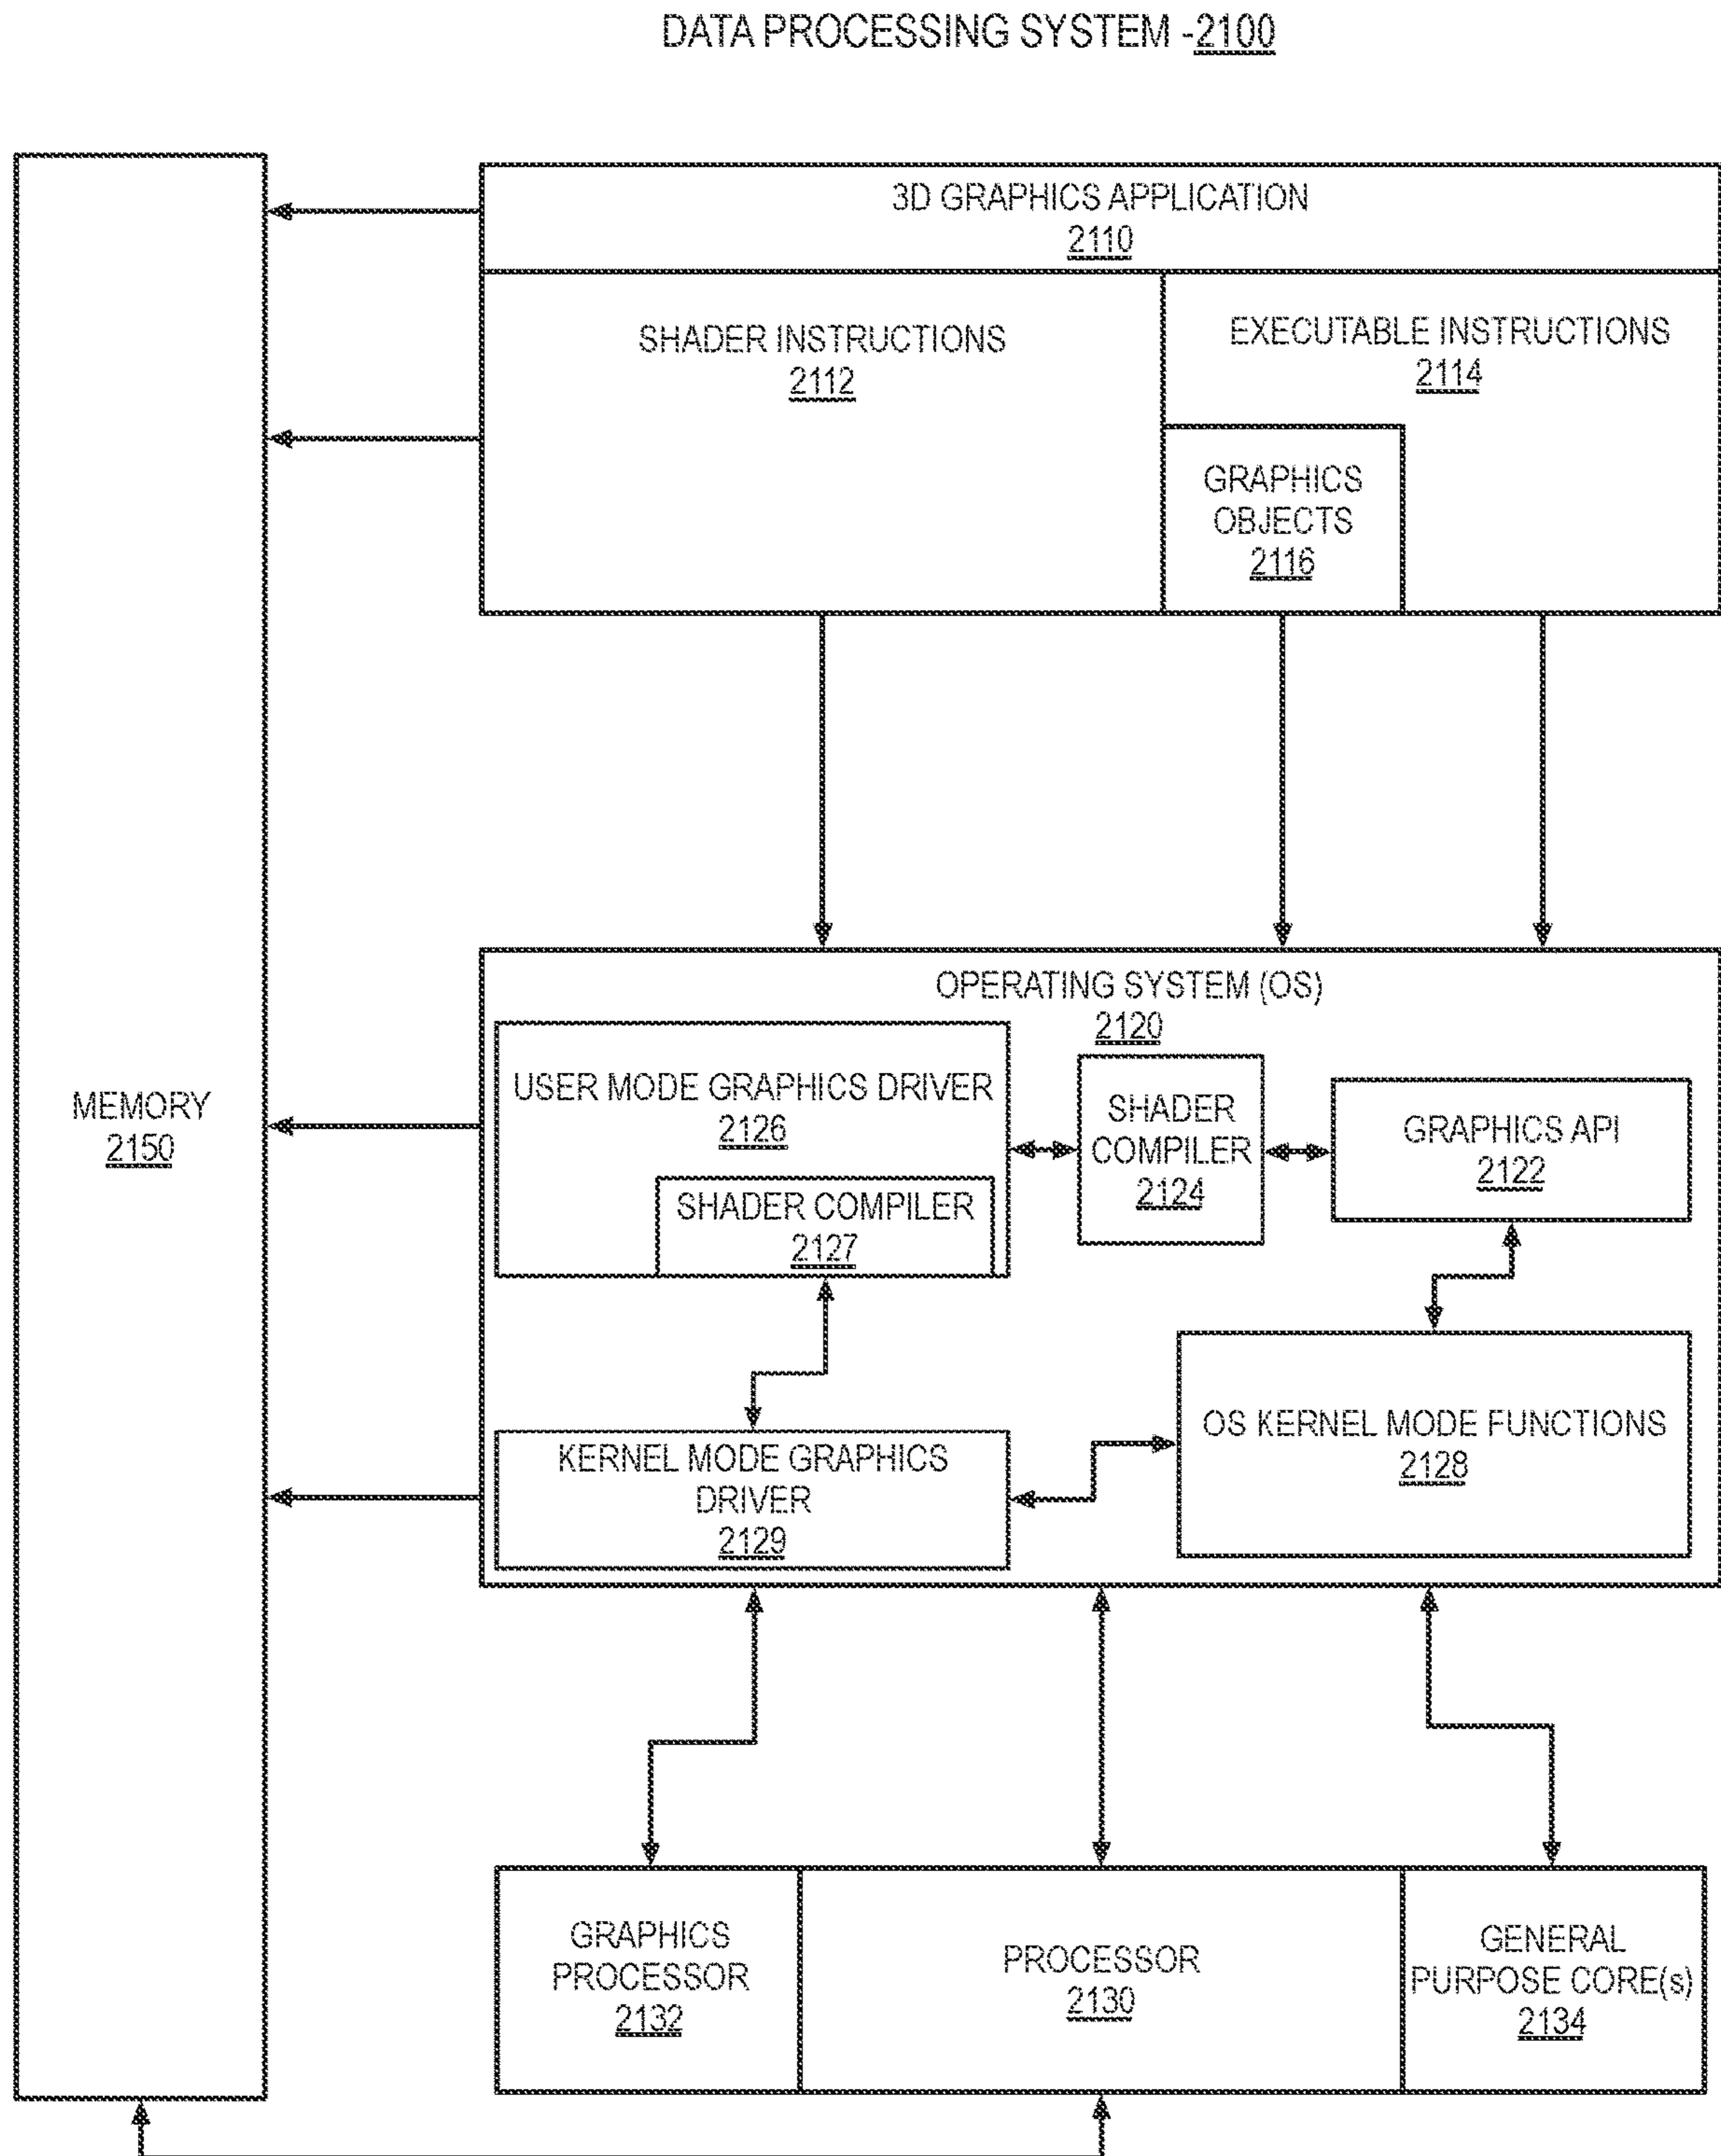 DATA PROCESSING SYSTEM -2100
3D GRAPHICS APPLICATION
2110
SHADER INSTRUCTIONS
2112
EXECUTABLE INSTRUCTIONS
2114
GRAPHICS
OBJECTS
2116
MEMORY
2150
OPERATING SYSTEM (OS)
2120
USER MODE GRAPHICS DRIVER
2126
SHADER COMPILER
2127
SHADER
COMPILER
2124
GRAPHICS API
2122
KERNEL MODE GRAPHICS
DRIVER
2129
OS KERNEL MODE FUNCTIONS
2128
GRAPHICS
PROCESSOR
2132
PROCESSOR
2130
GENERAL
PURPOSE CORE(s)
2134